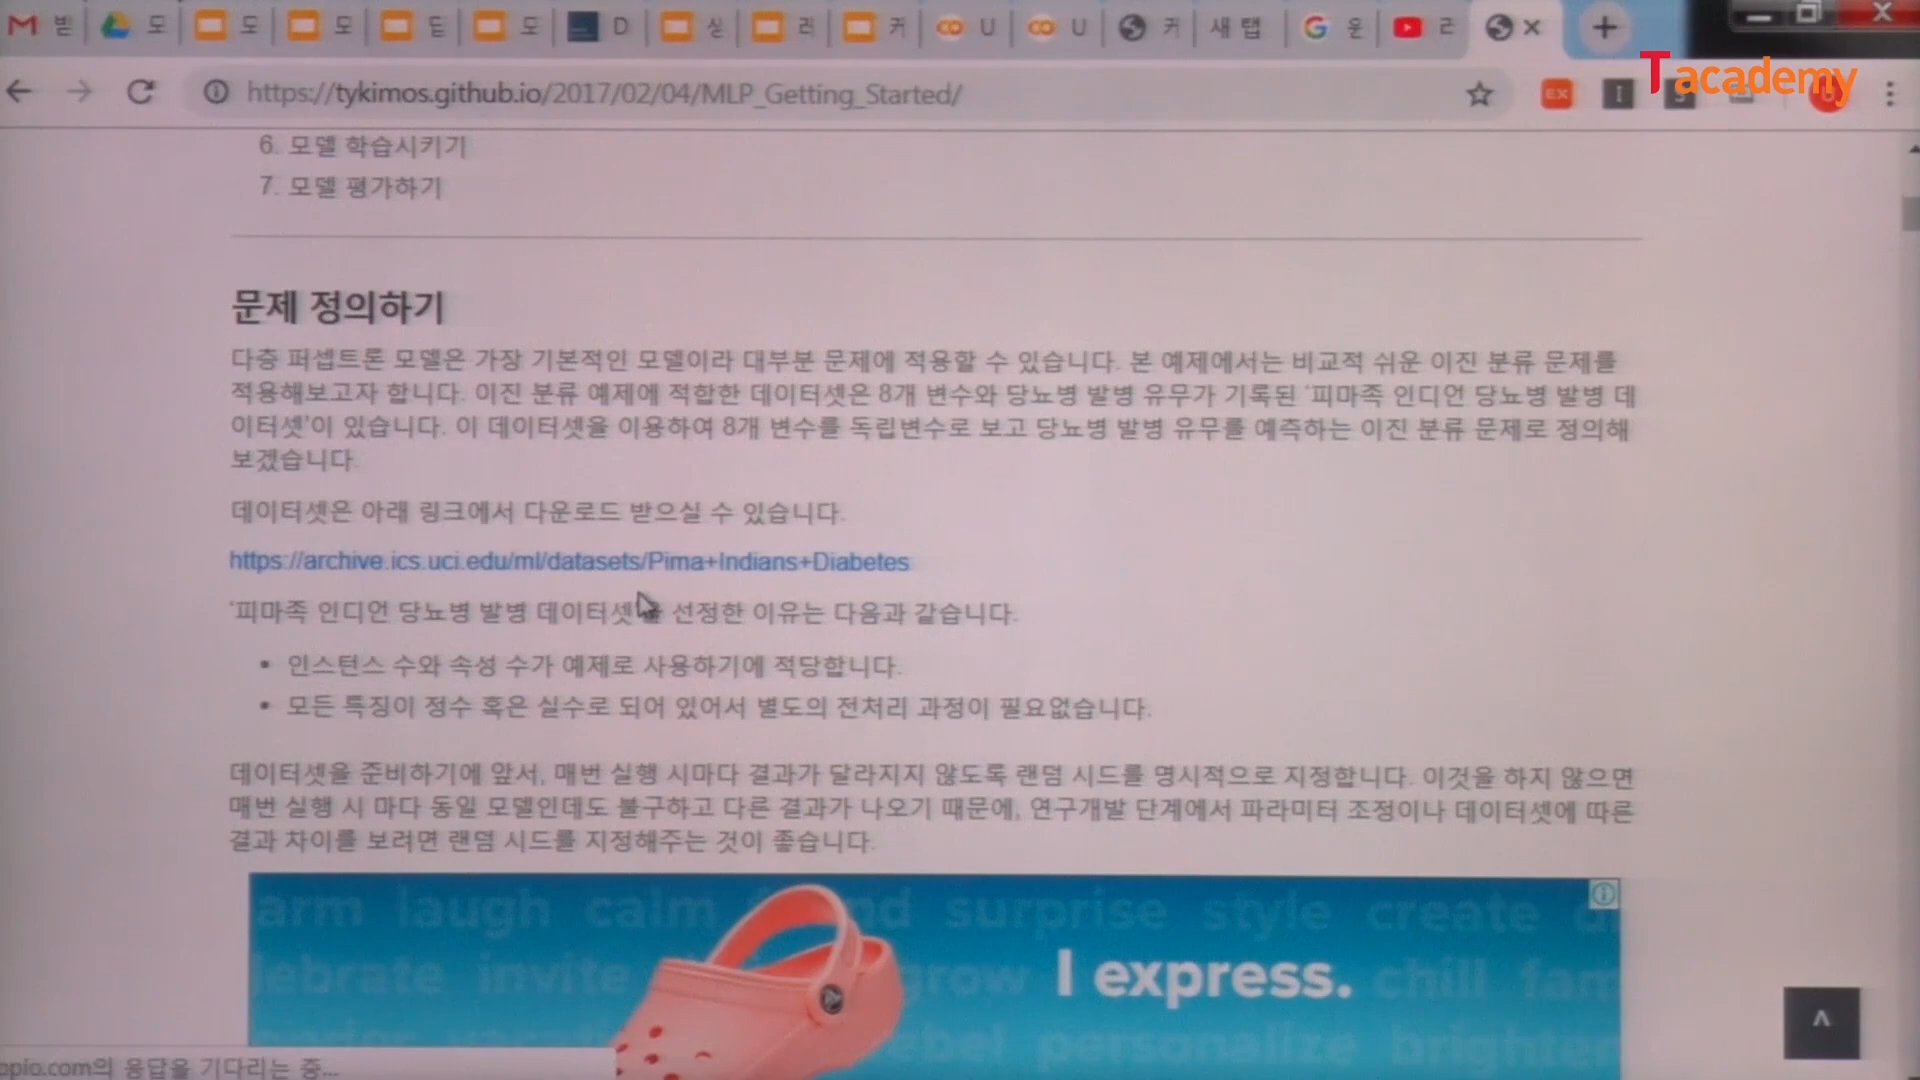 M 빋 모 모 모 딥 모 D 싱 리 커 U U 커 새 탭 운 리
Tacademy
https://tykimos.github.io/2017/02/04/MLP_Getting_Started/
6. 모델 학습시키기
7. 모델 평가하기
문제 정의하기
다층 퍼셉트론 모델은 가장 기본적인 모델이라 대부분 문제에 적용할 수 있습니다. 본 예제에서는 비교적 쉬운 이진 분류 문제를
적용해보고자 합니다. 이진 분류 예제에 적합한 데이터셋은 8개 변수와 당뇨병 발병 유무가 기록된 '피마족 인디언 당뇨병 발병 데
이터셋'이 있습니다. 이 데이터셋을 이용하여 8개 변수를 독립변수로 보고 당뇨병 발병 유무를 예측하는 이진 분류 문제로 정의해
보겠습니다.
데이터셋은 아래 링크에서 다운로드 받으실 수 있습니다.
https://archive.ics.uci.edu/ml/datasets/Pima+Indians+Diabetes
'피마족 인디언 당뇨병 발병 데이터셋'을 선정한 이유는 다음과 같습니다.
• 인스턴스 수와 속성 수가 예제로 사용하기에 적당합니다.
• 모든 특징이 정수 혹은 실수로 되어 있어서 별도의 전처리 과정이 필요없습니다.
데이터셋을 준비하기에 앞서, 매번 실행 시마다 결과가 달라지지 않도록 랜덤 시드를 명시적으로 지정합니다. 이것을 하지 않으면
매번 실행 시 마다 동일 모델인데도 불구하고 다른 결과가 나오기 때문에, 연구개발 단계에서 파라미터 조정이나 데이터셋에 따른
결과 차이를 보려면 랜덤 시드를 지정해주는 것이 좋습니다.
arm laugh calm surprise style create
ebrate invite grow I express. chill fam
ebel personalize brighten
opio.com의 응답을 기다리는 중...